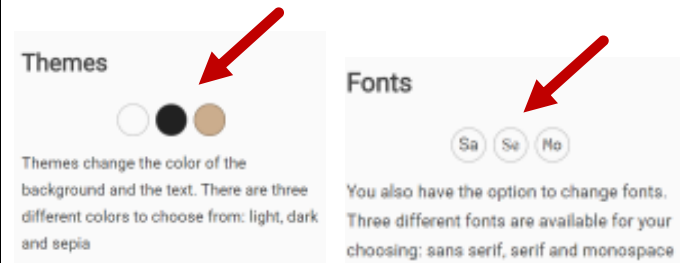 Themes
Themes change the color of the
background and the text. There are three
different colors to choose from: light, dark
and sepia
Fonts
Sa Se Mo
You also have the option to change fonts.
Three different fonts are available for your
choosing: sans serif, serif and monospace